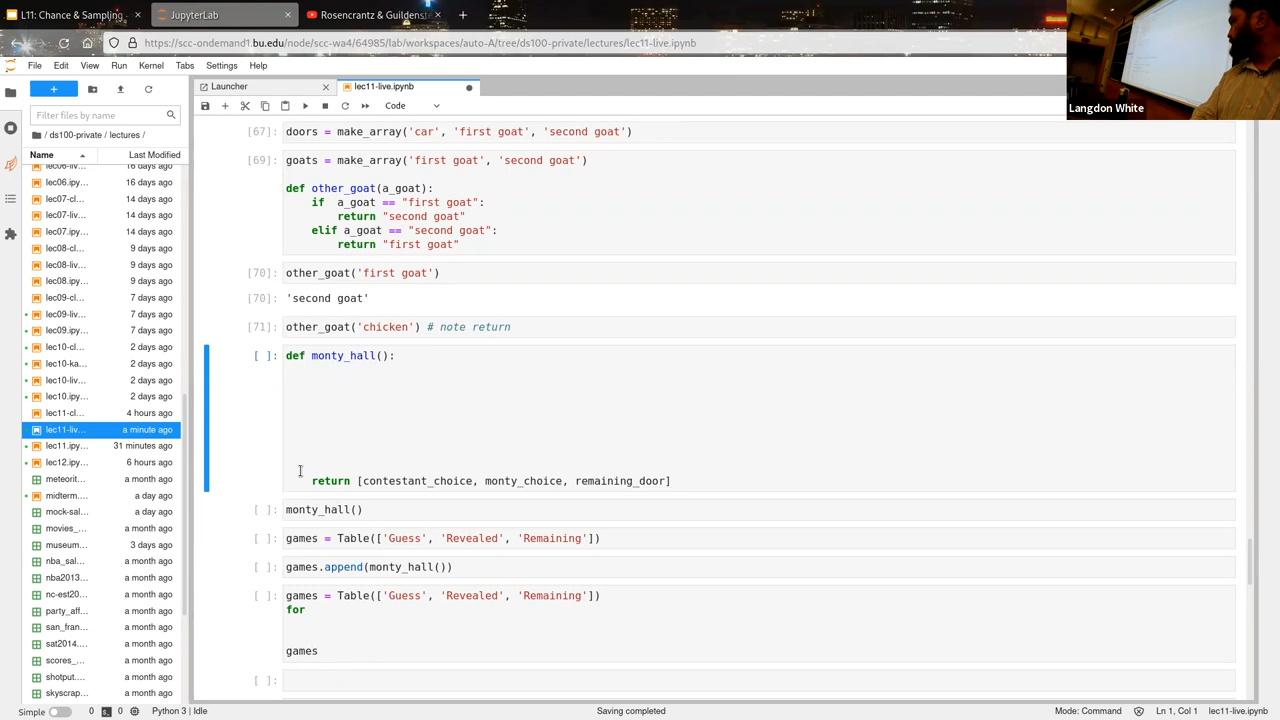 L11: Chance & Sampling -
JupyterLab
Rosencrantz & Guildenste
https://scc-ondemand1.bu.edu/node/scc-wa4/64985/lab/workspaces/auto-A/tree/ds100-private/lectures/lec11-live.ipynb
File Edit View Run Kernel Tabs Settings Help
Langdon White
Launcher
lec11-live.ipynb
Code
Filter files by name
/ ds100-private / lectures /
Name Last Modified
lec06-liv... 16 days ago
lec06.ipy... 16 days ago
lec07-cl... 14 days ago
lec07-liv... 14 days ago
lec07.ipy... 14 days ago
lec08-cl... 9 days ago
lec08-liv... 9 days ago
lec08.ipy... 9 days ago
lec09-cl... 7 days ago
lec09-liv... 7 days ago
lec09.ipy... 7 days ago
lec10-cl... 2 days ago
lec10-ka... 2 days ago
lec10-liv... 2 days ago
lec10.ipy... 2 days ago
lec11-cl... 4 hours ago
lec11-liv... a minute ago
lec11.ipy... 31 minutes ago
lec12.ipy... 6 hours ago
meteorit... a month ago
midterm.... a day ago
mock-sal... a day ago
movies_... a month ago
museum... 3 days ago
nba_sal... a month ago
nba2013... a month ago
nc-est20... a month ago
party_aff... a month ago
san_fran... a month ago
sat2014.... a month ago
scores_... a month ago
shotput.... a month ago
skyscrap... a month ago
[67]: doors = make_array('car', 'first goat', 'second goat')
[69]: goats = make_array('first goat', 'second goat')
def other_goat(a_goat):
if a_goat == "first goat":
return "second goat"
elif a_goat == "second goat":
return "first goat"
[70]: other_goat('first goat')
[70]: 'second goat'
[71]: other_goat('chicken') # note return
[ ]: def monty_hall():
return [contestant_choice, monty_choice, remaining_door]
[ ]: monty_hall()
[ ]: games = Table(['Guess', 'Revealed', 'Remaining'])
[ ]: games.append(monty_hall())
[ ]: games = Table(['Guess', 'Revealed', 'Remaining'])
for
games
[ ]:
Simple 0 0 Python 3 | Idle Saving completed Mode: Command Ln 1, Col 1 lec11-live.ipynb